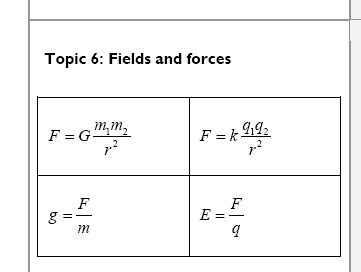 Topic 6: Fields and forces
F = G m₁m₂ / r²
F = k q₁q₂ / r²
g = F / m
E = F / q